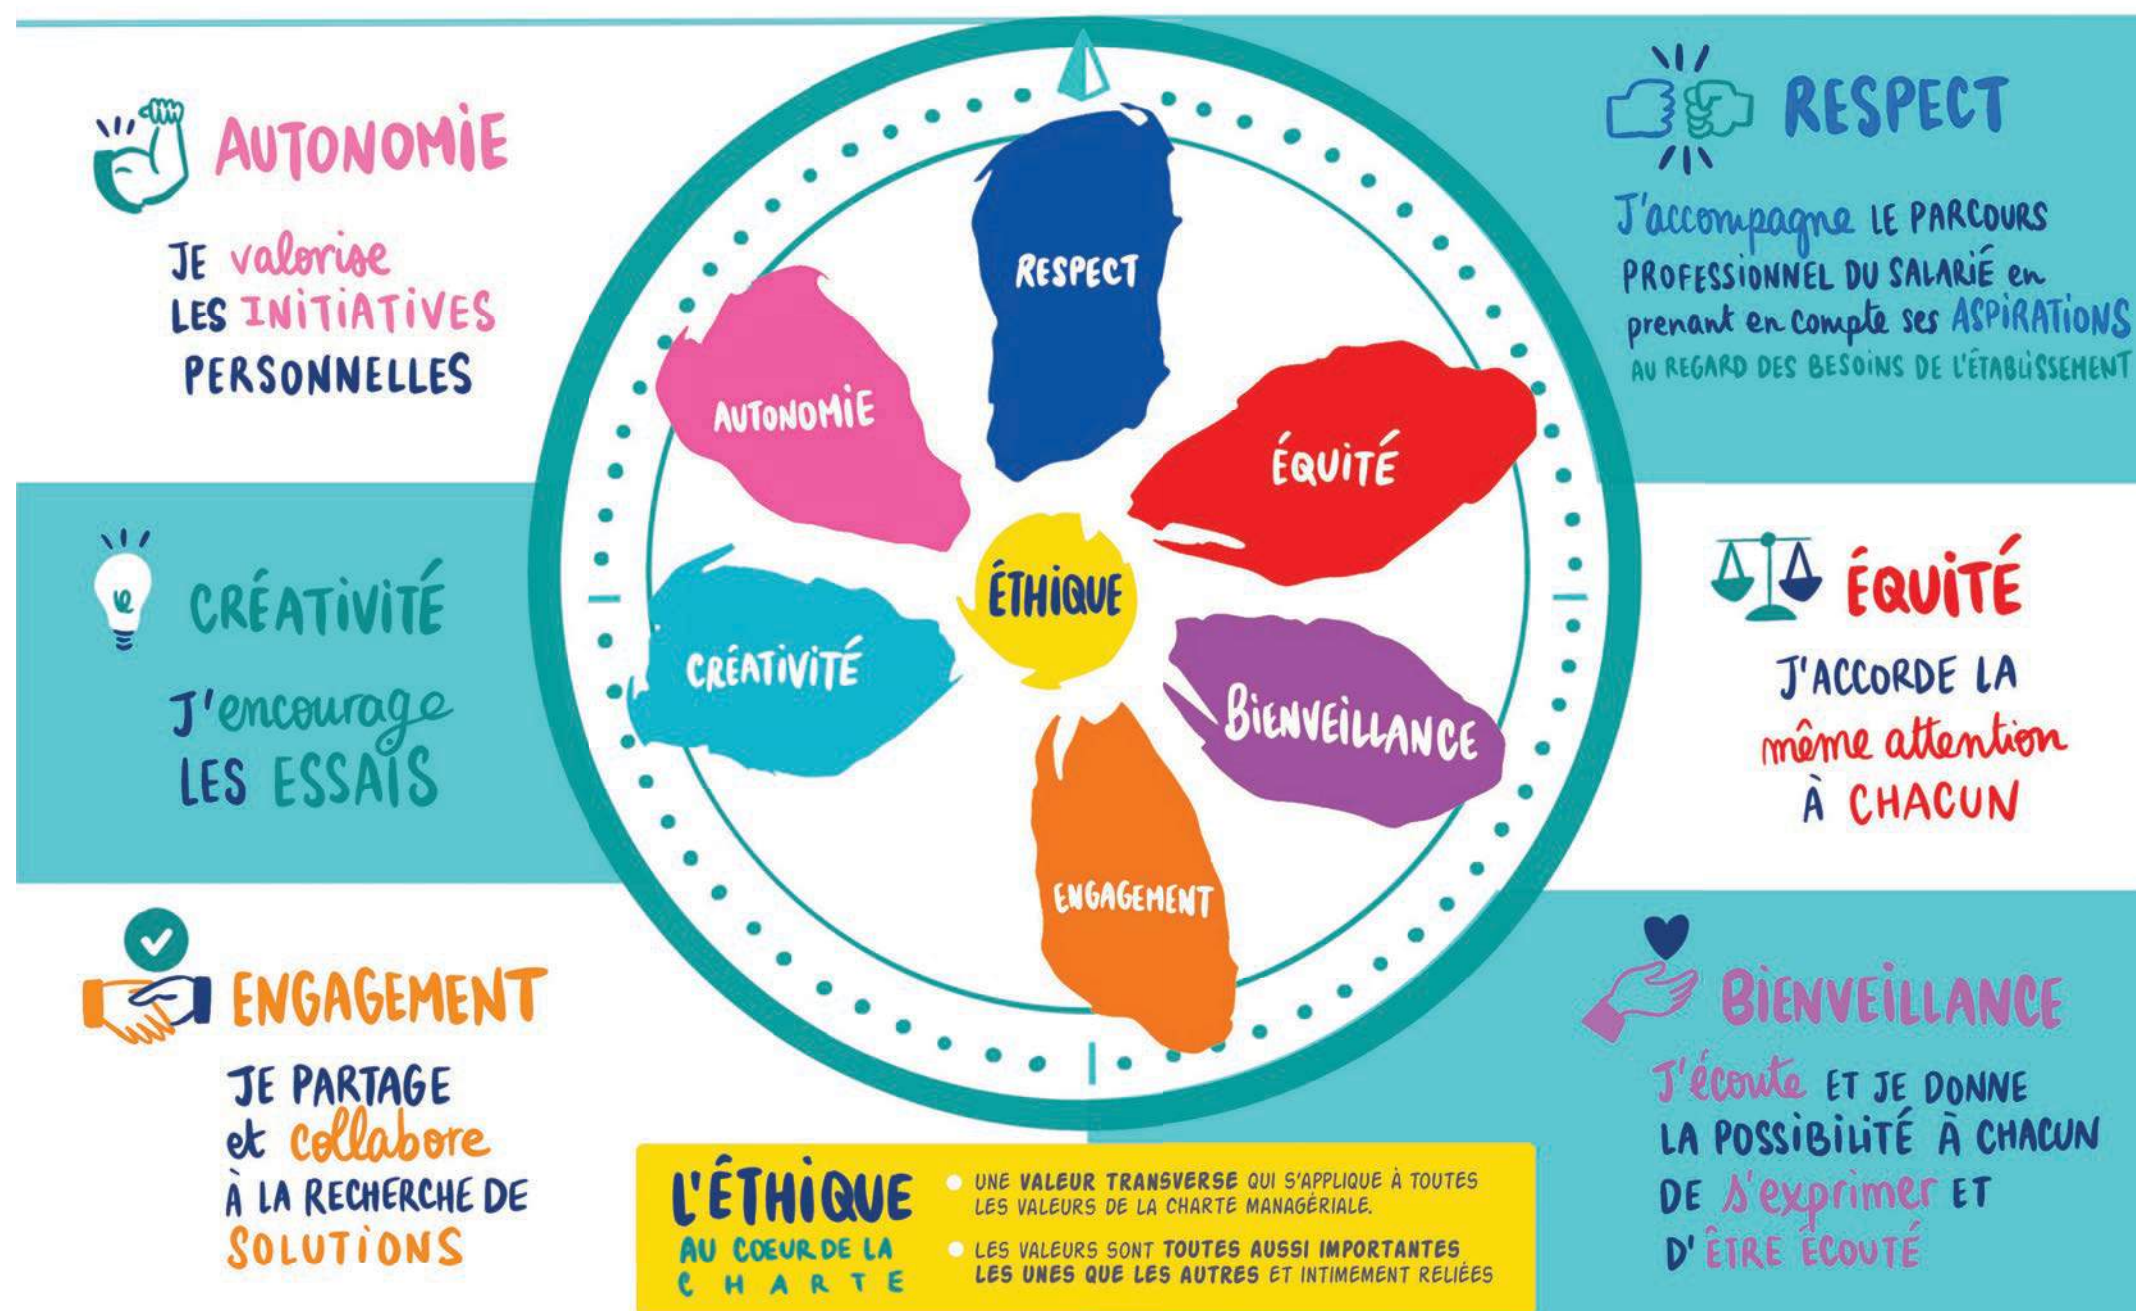 AUTONOMIE
JE valorise
LES INITIATIVES
PERSONNELLES
CRÉATIVITÉ
J'encourage
LES ESSAIS
ENGAGEMENT
JE PARTAGE
et collabore
À LA RECHERCHE DE
SOLUTIONS
RESPECT
AUTONOMIE
ÉQUITÉ
ÉTHIQUE
CRÉATIVITÉ
BIENVEILLANCE
ENGAGEMENT
L'ÉTHIQUE
AU COEUR DE LA
CHARTE
UNE VALEUR TRANSVERSE QUI S'APPLIQUE À TOUTES
LES VALEURS DE LA CHARTE MANAGÉRIALE.
LES VALEURS SONT TOUTES AUSSI IMPORTANTES
LES UNES QUE LES AUTRES ET INTIMEMENT RELIÉES
RESPECT
J'accompagne LE PARCOURS
PROFESSIONNEL DU SALARIÉ en
prenant en compte ses ASPIRATIONS
AU REGARD DES BESOINS DE L'ÉTABLISSEMENT
ÉQUITÉ
J'ACCORDE LA
même attention
À CHACUN
BIENVEILLANCE
J'écoute ET JE DONNE
LA POSSIBILITÉ À CHACUN
DE s'exprimer ET
D'ÊTRE ÉCOUTÉ